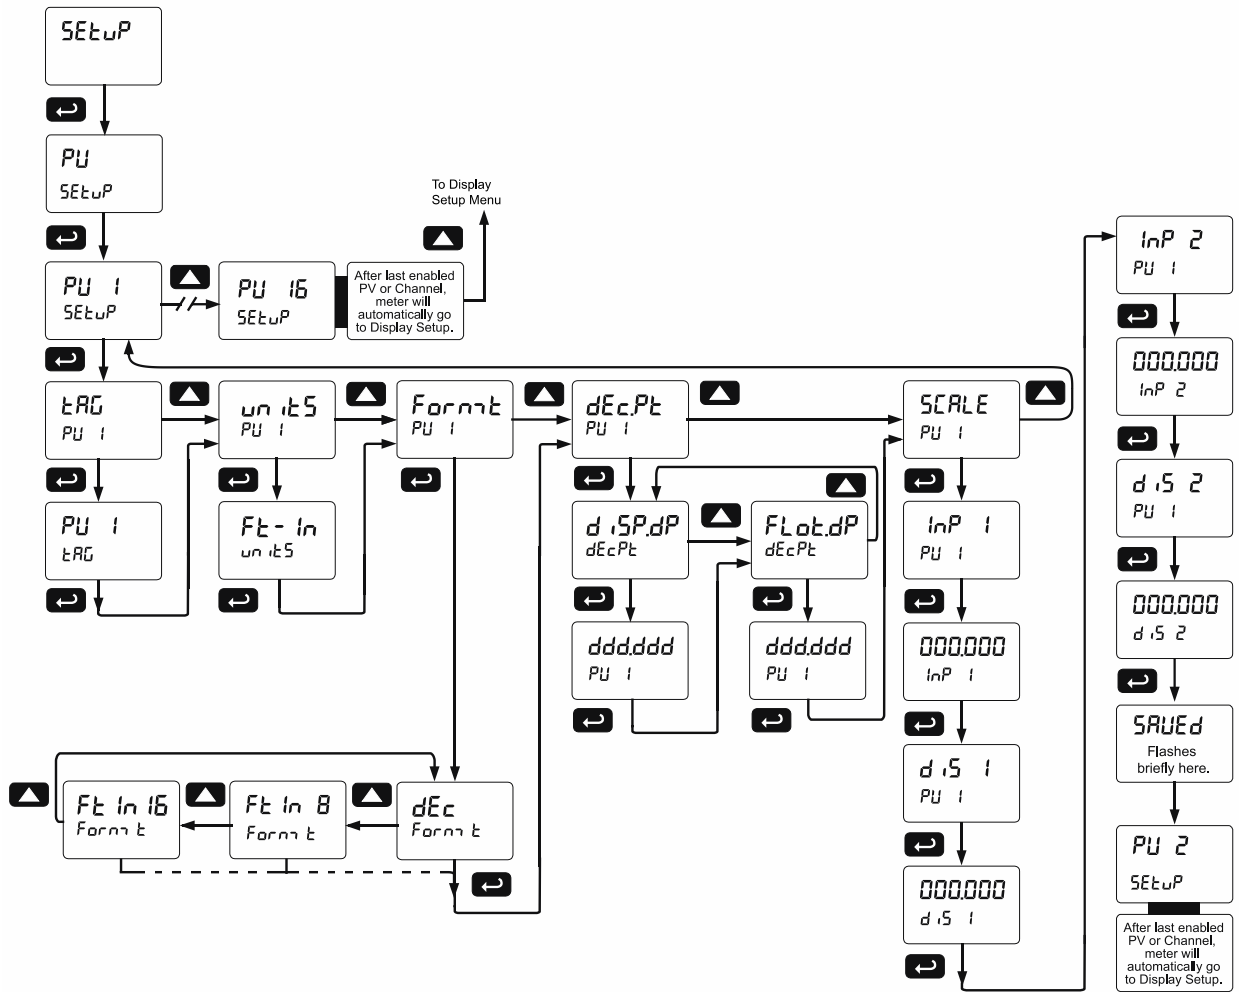 SEtuP
PU
SEtuP
To Display
Setup Menu
PU 1
SEtuP
PU 16
SEtuP
After last enabled
PV or Channel,
meter will
automatically go
to Display Setup.
InP 2
PU 1
000.000
InP 2
tAG
PU 1
unitS
PU 1
Format
PU 1
dEc.Pt
PU 1
SCALE
PU 1
PU 1
tAG
Ft-In
unitS
diSP.dP
dEcPt
FLot.dP
dEcPt
InP 1
PU 1
diS 2
PU 1
ddd.ddd
PU 1
ddd.ddd
PU 1
000.000
InP 1
000.000
diS 2
Ft In16
Format
Ft In 8
Format
dEc
Format
diS 1
PU 1
SAUEd
Flashes
briefly here.
000.000
diS 1
PU 2
SEtuP
After last enabled
PV or Channel,
meter will
automatically go
to Display Setup.